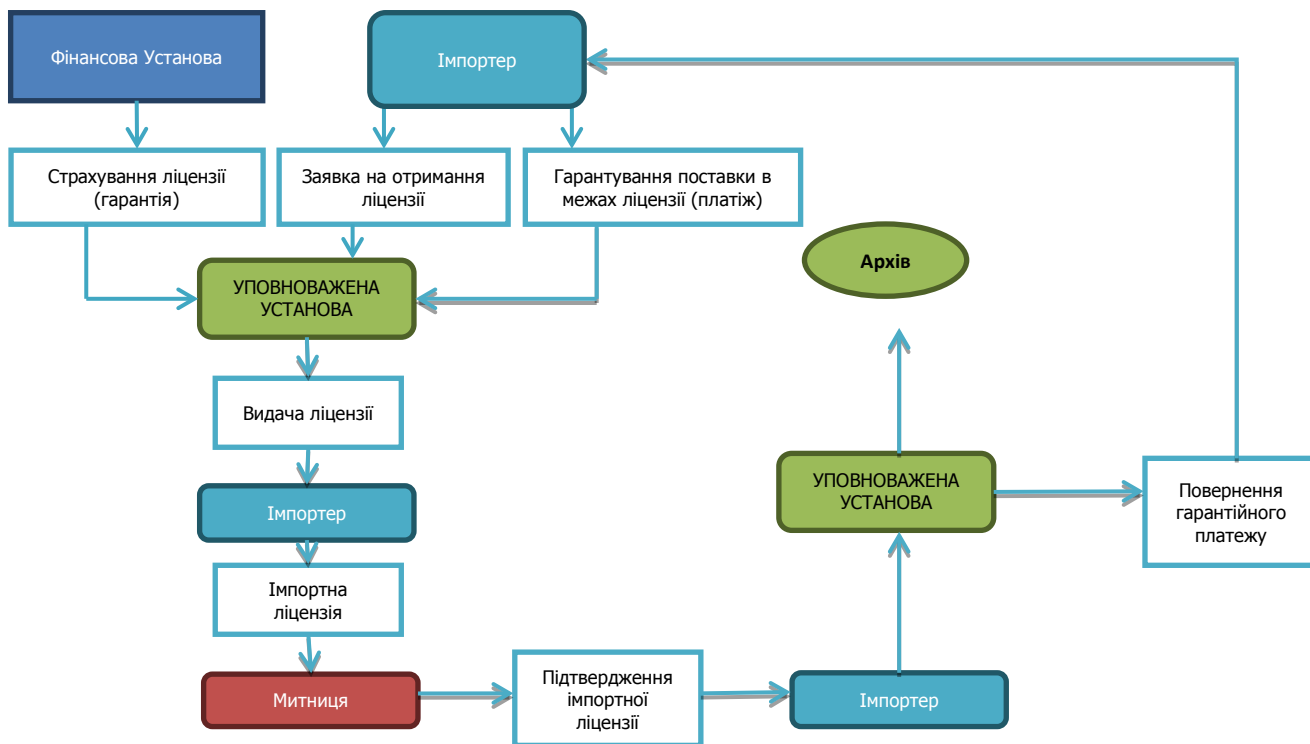 Фінансова Установа
Імпортер
Страхування ліцензії
(гарантія)
Заявка на отримання
ліцензії
Гарантування поставки в
межах ліцензії (платіж)
УПОВНОВАЖЕНА
УСТАНОВА
Архів
Видача ліцензії
Імпортер
УПОВНОВАЖЕНА
УСТАНОВА
Повернення
гарантійного
платежу
Імпортна
ліцензія
Митниця
Підтвердження
імпортної
ліцензії
Імпортер